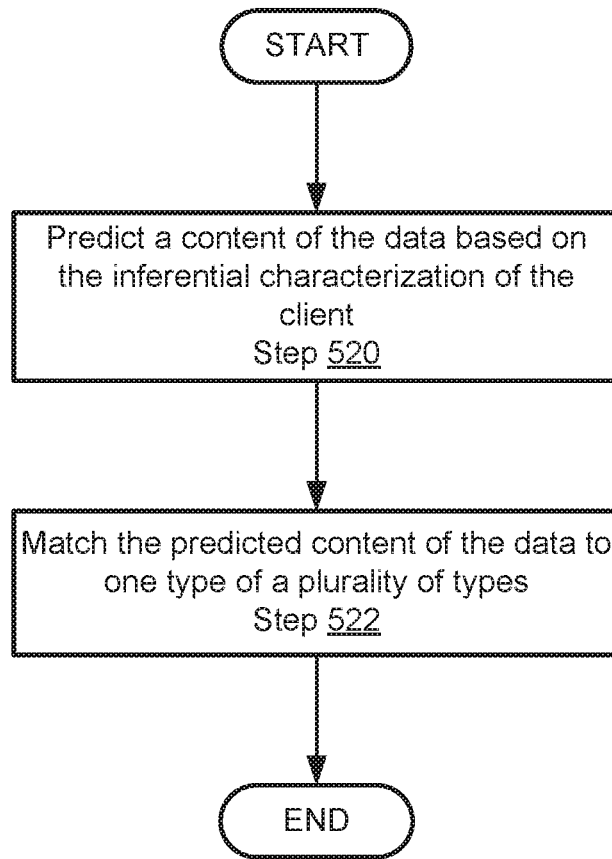 START
Predict a content of the data based on
the inferential characterization of the
client
Step 520
Match the predicted content of the data to
one type of a plurality of types
Step 522
END